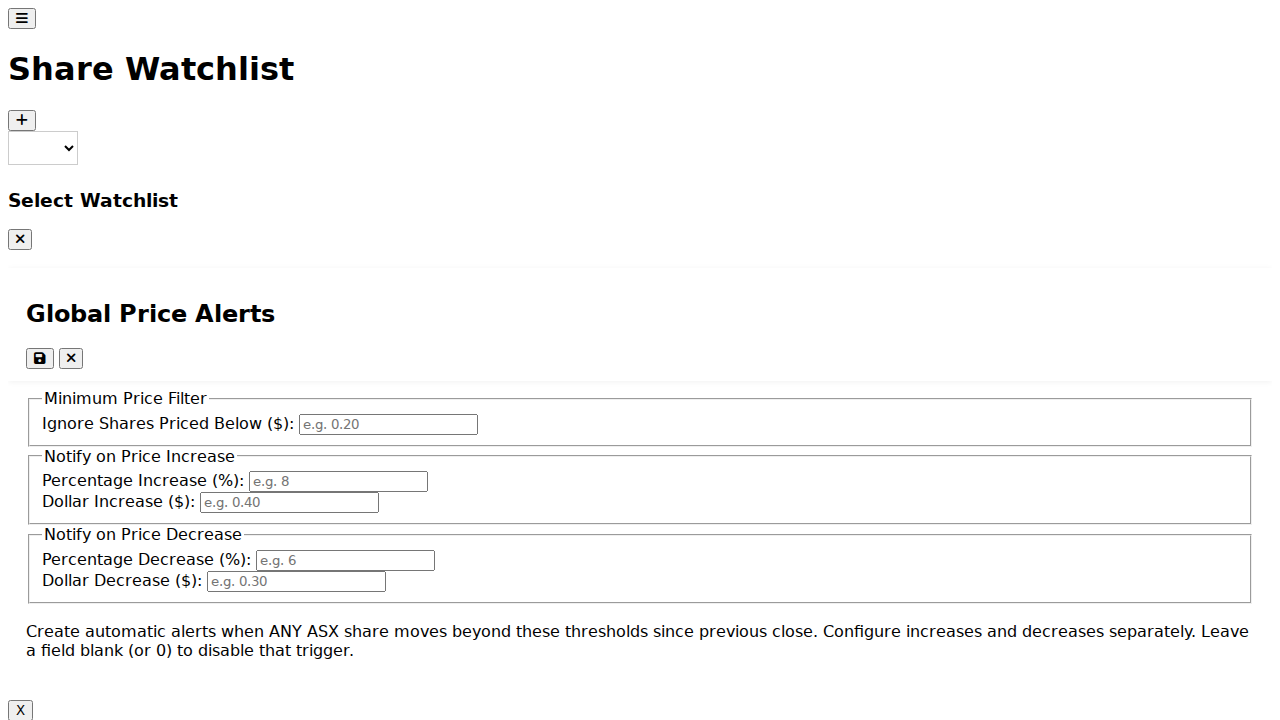 Share Watchlist
+
Select Watchlist
×
Global Price Alerts
×
Minimum Price Filter
Ignore Shares Priced Below ($): e.g. 0.20
Notify on Price Increase
Percentage Increase (%): e.g. 8
Dollar Increase ($): e.g. 0.40
Notify on Price Decrease
Percentage Decrease (%): e.g. 6
Dollar Decrease ($): e.g. 0.30
Create automatic alerts when ANY ASX share moves beyond these thresholds since previous close. Configure increases and decreases separately. Leave
a field blank (or 0) to disable that trigger.
X